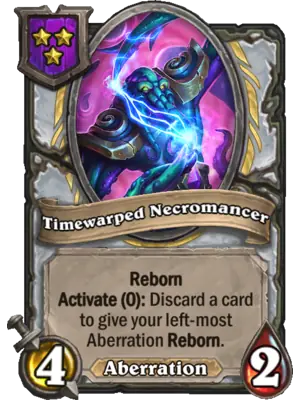 Timewarped Necromancer
Reborn
Activate (0): Discard a card
to give your left-most
Aberration Reborn.
4
Aberration
2